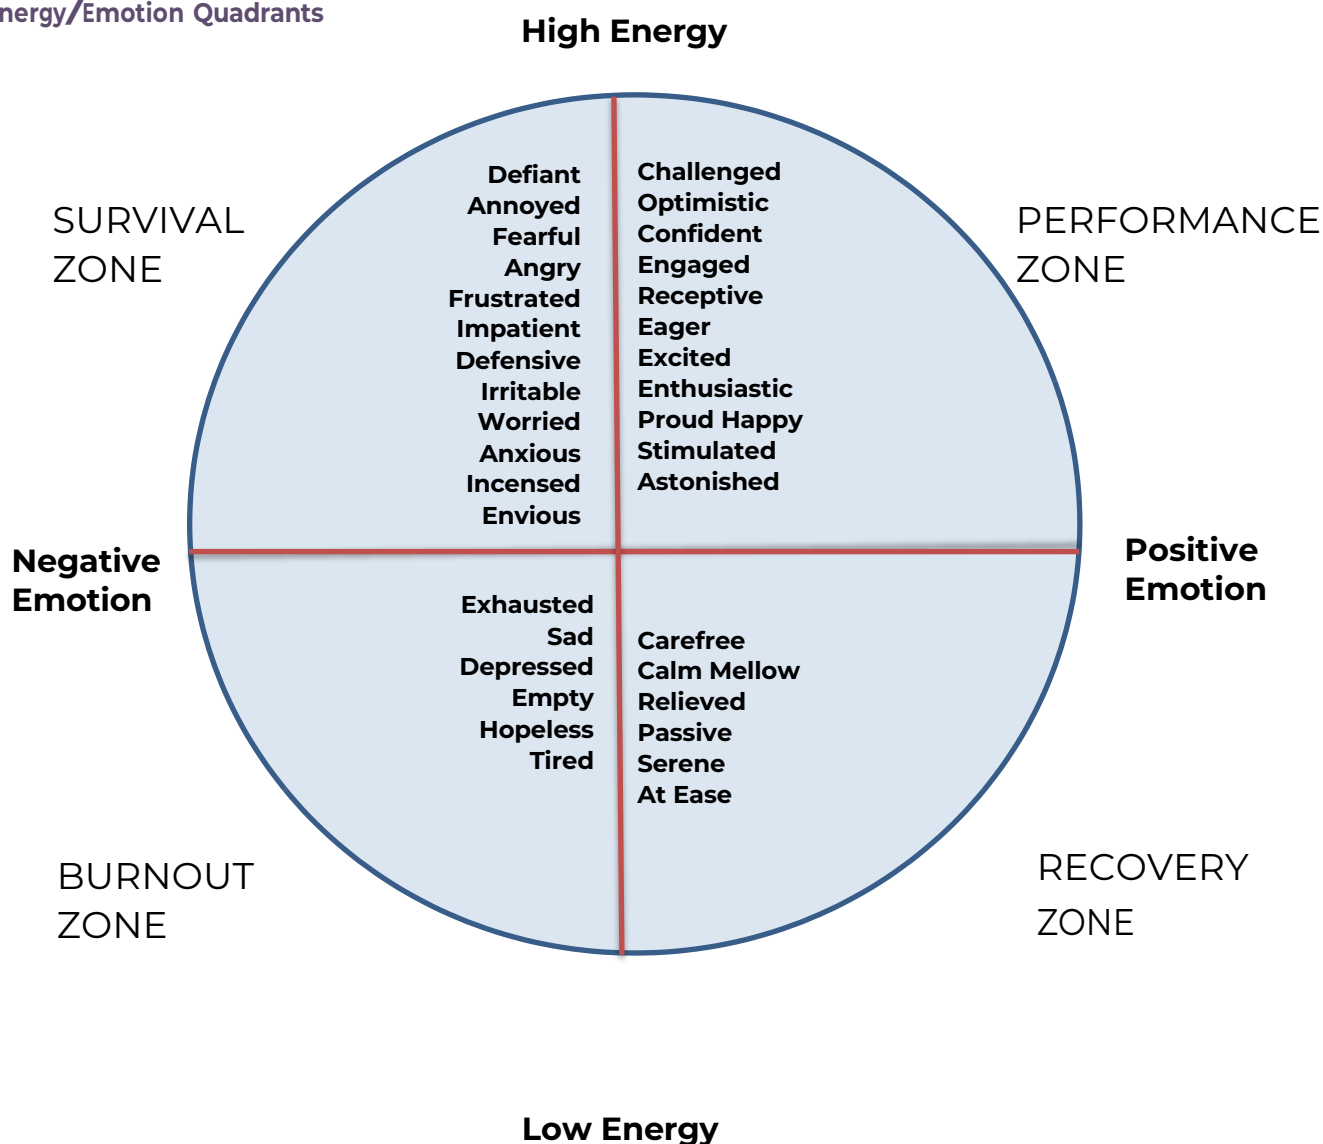 nergy/Emotion Quadrants
High Energy
SURVIVAL
ZONE
Defiant
Annoyed
Fearful
Angry
Frustrated
Impatient
Defensive
Irritable
Worried
Anxious
Incensed
Envious
Challenged
Optimistic
Confident
Engaged
Receptive
Eager
Excited
Enthusiastic
Proud Happy
Stimulated
Astonished
PERFORMANCE
ZONE
Negative
Emotion
Positive
Emotion
Exhausted
Sad
Depressed
Empty
Hopeless
Tired
Carefree
Calm Mellow
Relieved
Passive
Serene
At Ease
BURNOUT
ZONE
RECOVERY
ZONE
Low Energy